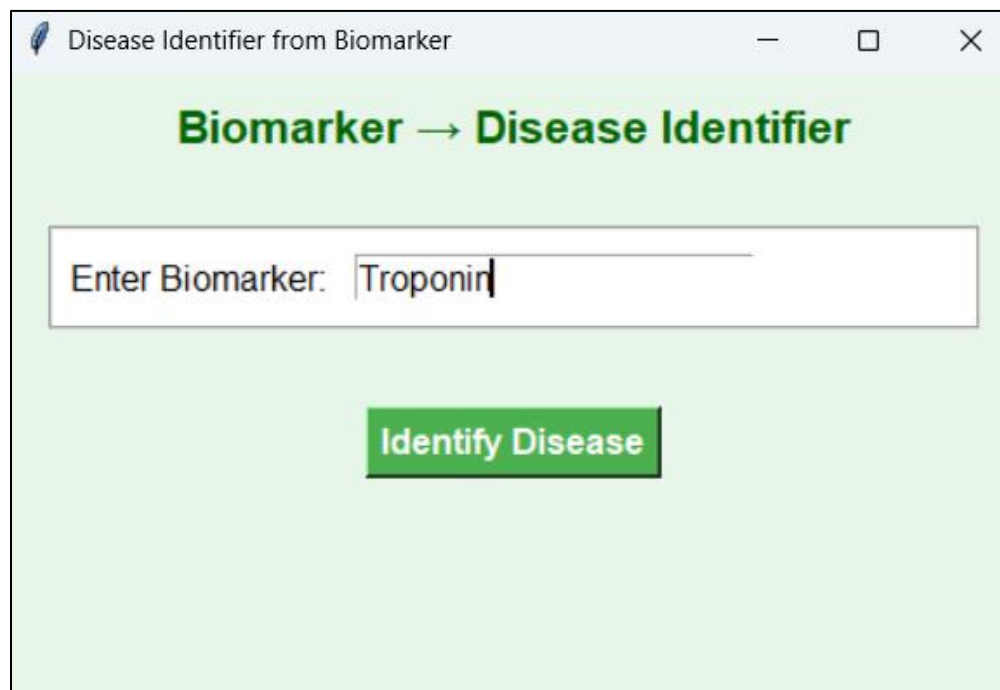 Disease Identifier from Biomarker
Biomarker → Disease Identifier
Enter Biomarker: Troponin
Identify Disease